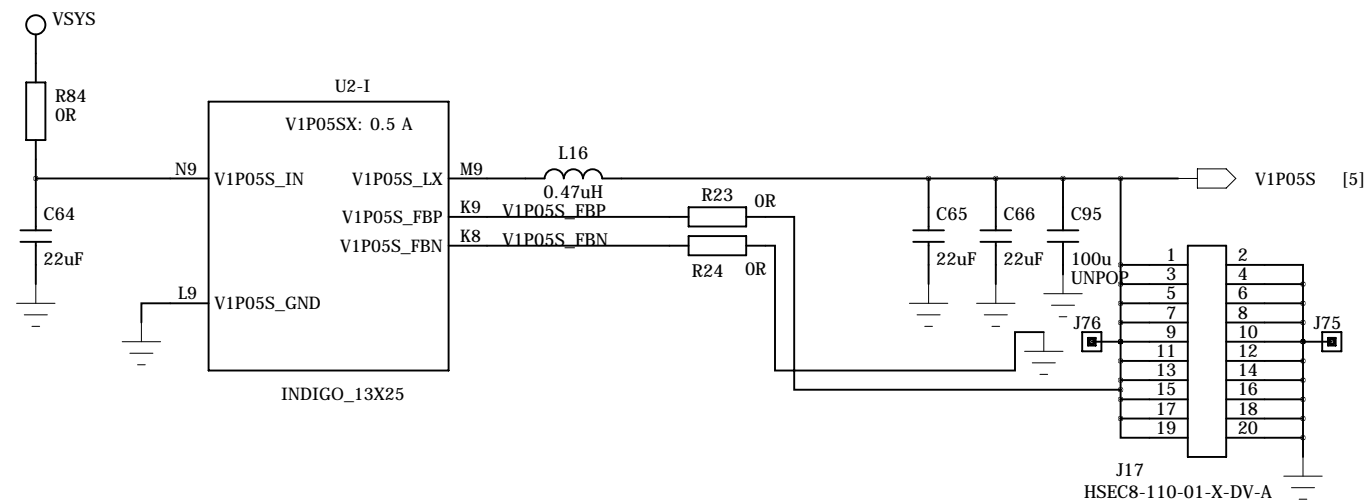 VSYS
R84
0R
U2-I
V1P05SX: 0.5 A
N9
V1P05S_IN
V1P05S_LX
M9
L16
0.47uH
V1P05S
[5]
V1P05S_FBP
K9
V1P05S_FBP
R23
0R
V1P05S_FBN
K8
V1P05S_FBN
R24
0R
C64
22uF
C65
22uF
C66
22uF
C95
100u
UNPOP
L9
V1P05S_GND
INDIGO_13X25
J76
J75
1
2
3
4
5
6
7
8
9
10
11
12
13
14
15
16
17
18
19
20
J17
HSEC8-110-01-X-DV-A